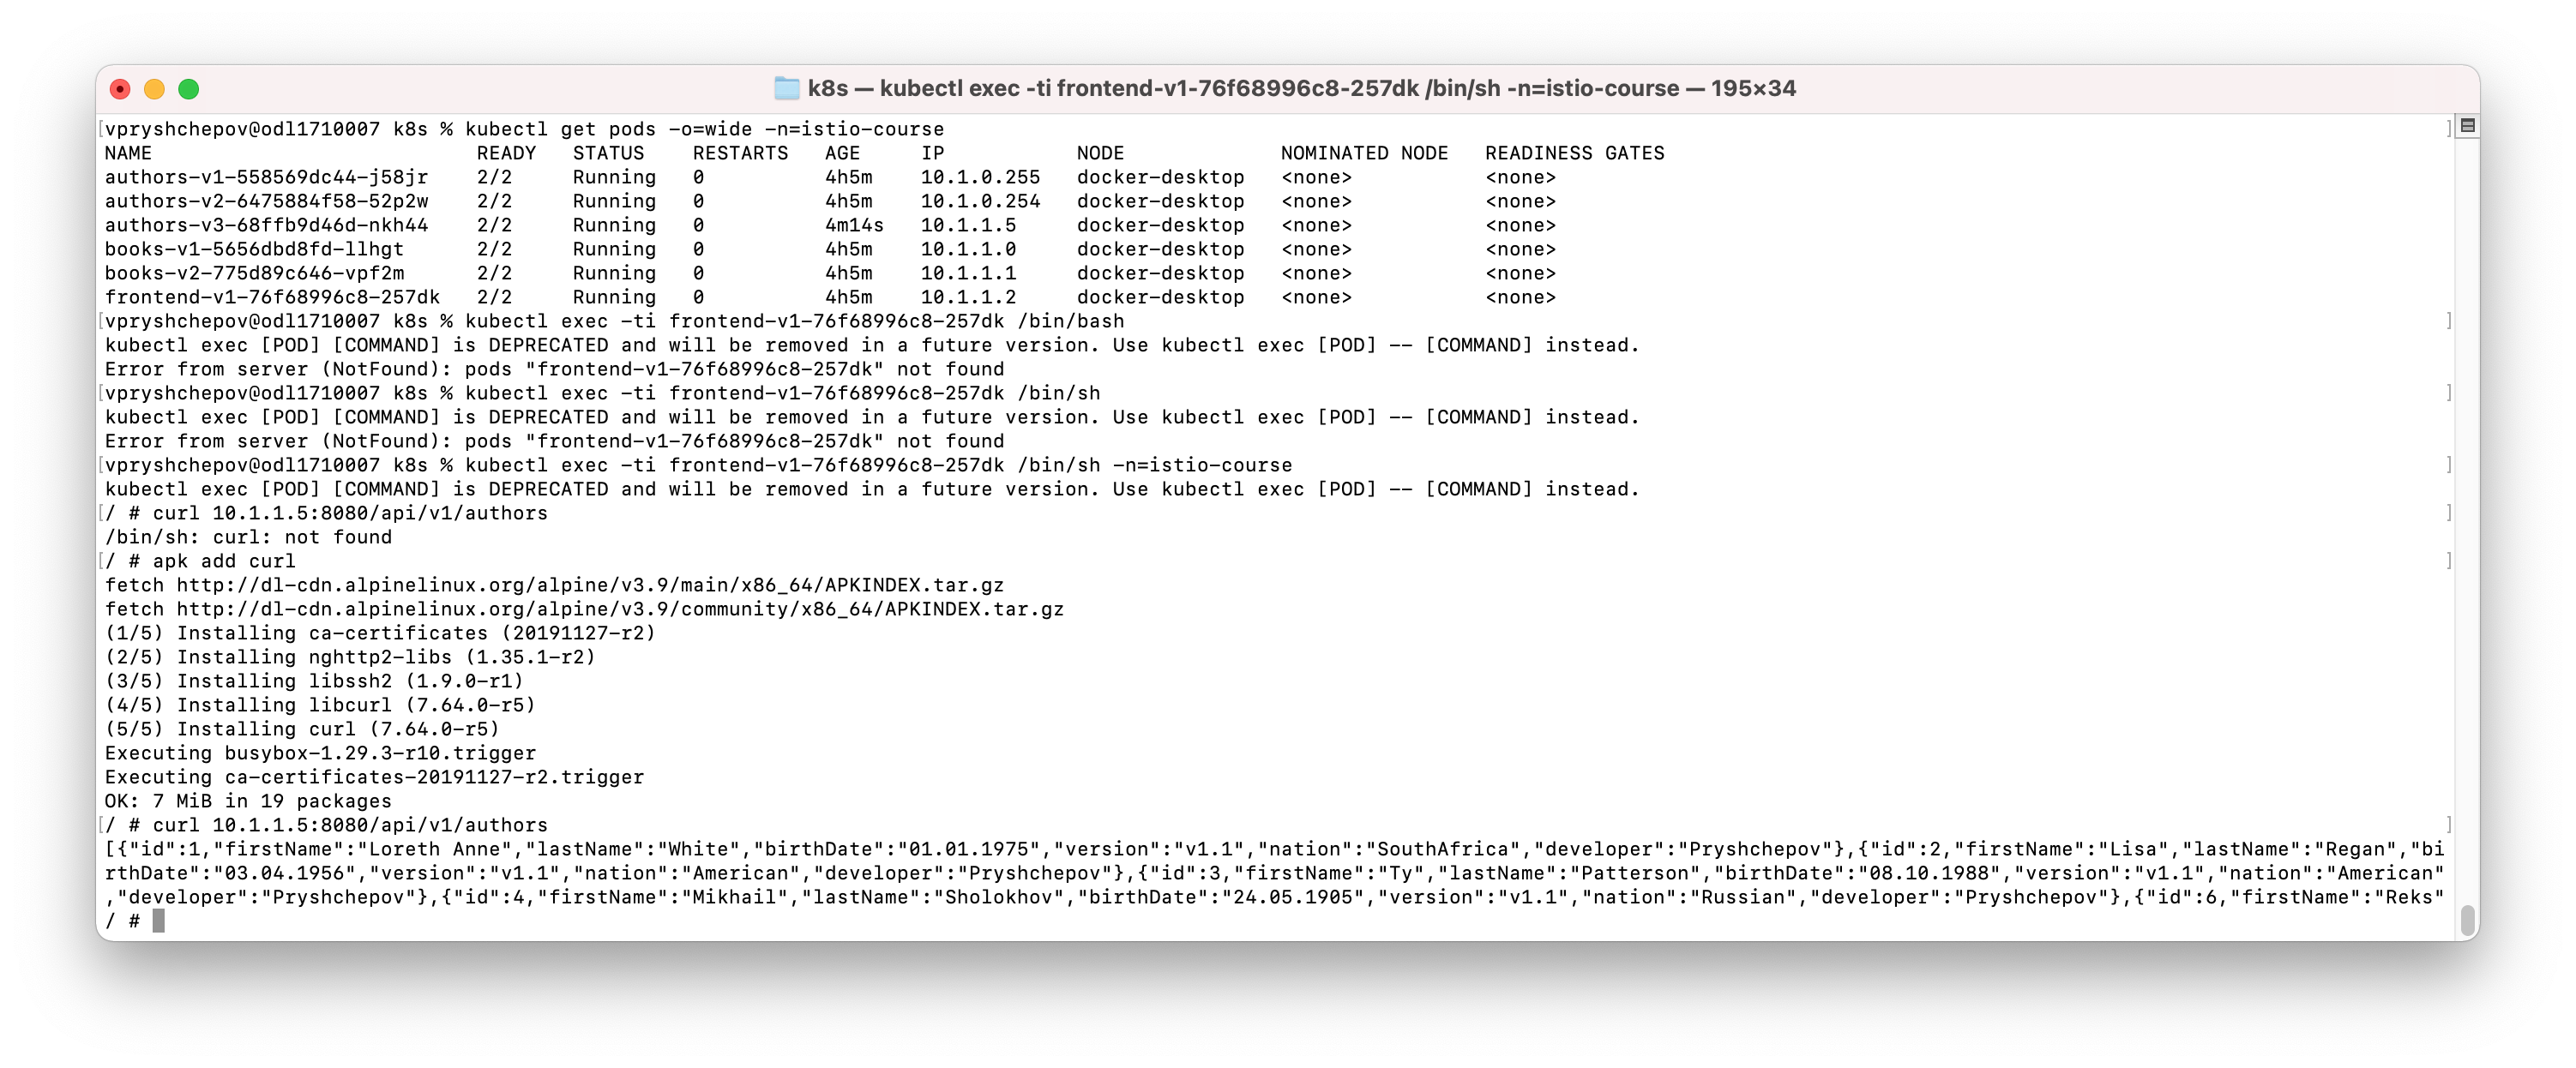 k8s — kubectl exec -ti frontend-v1-76f68996c8-257dk /bin/sh -n=istio-course — 195×34
[vpryshchepov@odl1710007 k8s % kubectl get pods -o=wide -n=istio-course ]
NAME READY STATUS RESTARTS AGE IP NODE NOMINATED NODE READINESS GATES
authors-v1-558569dc44-j58jr 2/2 Running 0 4h5m 10.1.0.255 docker-desktop <none> <none>
authors-v2-6475884f58-52p2w 2/2 Running 0 4h5m 10.1.0.254 docker-desktop <none> <none>
authors-v3-68ffb9d46d-nkh44 2/2 Running 0 4m14s 10.1.1.5 docker-desktop <none> <none>
books-v1-5656dbd8fd-llhgt 2/2 Running 0 4h5m 10.1.1.0 docker-desktop <none> <none>
books-v2-775d89c646-vpf2m 2/2 Running 0 4h5m 10.1.1.1 docker-desktop <none> <none>
frontend-v1-76f68996c8-257dk 2/2 Running 0 4h5m 10.1.1.2 docker-desktop <none> <none>
[vpryshchepov@odl1710007 k8s % kubectl exec -ti frontend-v1-76f68996c8-257dk /bin/bash ]
kubectl exec [POD] [COMMAND] is DEPRECATED and will be removed in a future version. Use kubectl exec [POD] -- [COMMAND] instead.
Error from server (NotFound): pods "frontend-v1-76f68996c8-257dk" not found
[vpryshchepov@odl1710007 k8s % kubectl exec -ti frontend-v1-76f68996c8-257dk /bin/sh ]
kubectl exec [POD] [COMMAND] is DEPRECATED and will be removed in a future version. Use kubectl exec [POD] -- [COMMAND] instead.
Error from server (NotFound): pods "frontend-v1-76f68996c8-257dk" not found
[vpryshchepov@odl1710007 k8s % kubectl exec -ti frontend-v1-76f68996c8-257dk /bin/sh -n=istio-course ]
kubectl exec [POD] [COMMAND] is DEPRECATED and will be removed in a future version. Use kubectl exec [POD] -- [COMMAND] instead.
[/ # curl 10.1.1.5:8080/api/v1/authors ]
/bin/sh: curl: not found
[/ # apk add curl ]
fetch http://dl-cdn.alpinelinux.org/alpine/v3.9/main/x86_64/APKINDEX.tar.gz
fetch http://dl-cdn.alpinelinux.org/alpine/v3.9/community/x86_64/APKINDEX.tar.gz
(1/5) Installing ca-certificates (20191127-r2)
(2/5) Installing nghttp2-libs (1.35.1-r2)
(3/5) Installing libssh2 (1.9.0-r1)
(4/5) Installing libcurl (7.64.0-r5)
(5/5) Installing curl (7.64.0-r5)
Executing busybox-1.29.3-r10.trigger
Executing ca-certificates-20191127-r2.trigger
OK: 7 MiB in 19 packages
[/ # curl 10.1.1.5:8080/api/v1/authors ]
[{"id":1,"firstName":"Loreth Anne","lastName":"White","birthDate":"01.01.1975","version":"v1.1","nation":"SouthAfrica","developer":"Pryshchepov"},{"id":2,"firstName":"Lisa","lastName":"Regan","bi
rthDate":"03.04.1956","version":"v1.1","nation":"American","developer":"Pryshchepov"},{"id":3,"firstName":"Ty","lastName":"Patterson","birthDate":"08.10.1988","version":"v1.1","nation":"American"
,"developer":"Pryshchepov"},{"id":4,"firstName":"Mikhail","lastName":"Sholokhov","birthDate":"24.05.1905","version":"v1.1","nation":"Russian","developer":"Pryshchepov"},{"id":6,"firstName":"Reks"
/ #